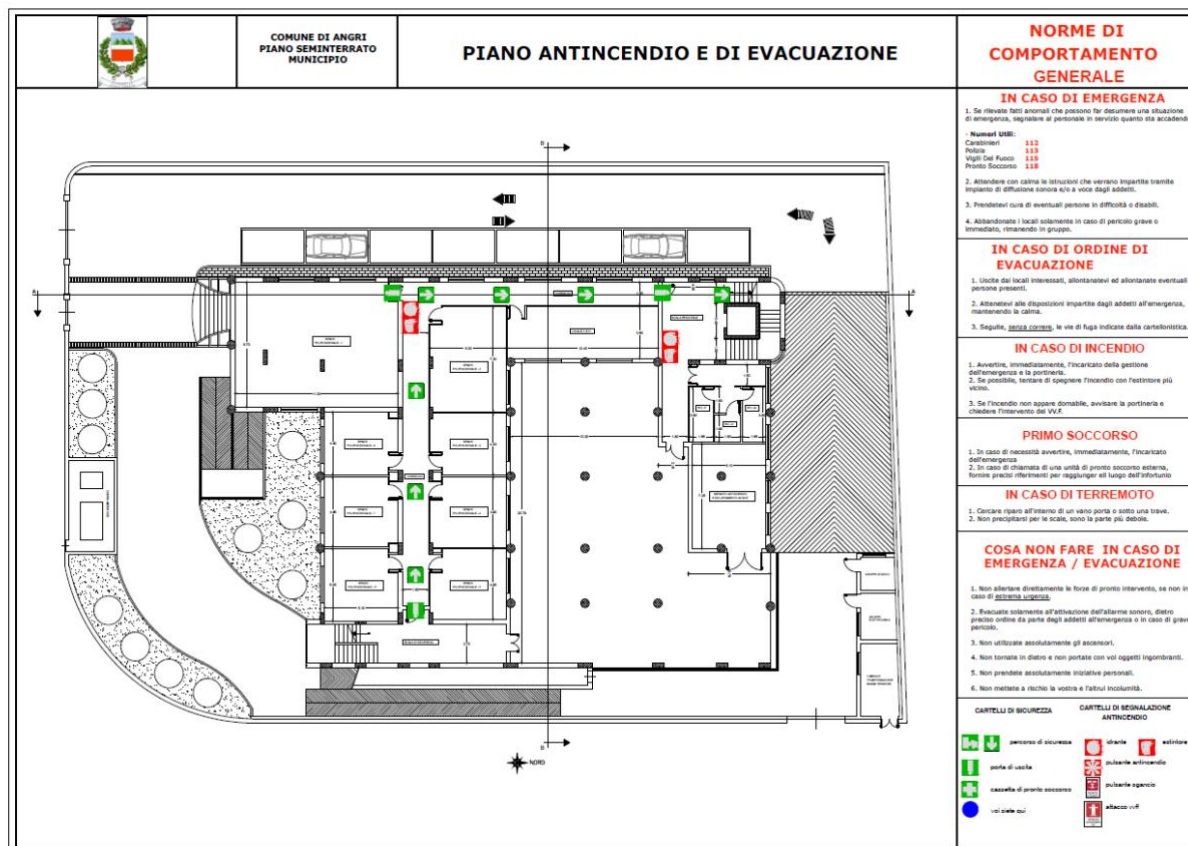 COMUNE DI ANGRI
PIANO SEMINTERRATO
MUNICIPIO
PIANO ANTINCENDIO E DI EVACUAZIONE
NORME DI
COMPORTAMENTO
GENERALE
IN CASO DI EMERGENZA
1. Se rilevate fatti anomali che possono far desumere una situazione
di emergenza, segnalare al personale in servizio quanto sta accadendo
- Numeri Utili:
Carabinieri 112
Polizia 113
Vigili Del Fuoco 115
Pronto Soccorso 118
2. Attendere con calma le istruzioni che verrano impartite tramite
impianto di diffusione sonora e/o a voce dagli addetti.
3. Prendetevi cura di eventuali persone in difficoltà o disabili.
4. Abbandonate i locali solamente in caso di pericolo grave o
immediato, rimanendo in gruppo.
IN CASO DI ORDINE DI
EVACUAZIONE
1. Uscite dai locali interessati, allontanatevi ed allontanate eventuali
persone presenti.
2. Attenetevi alle disposizioni impartite dagli addetti all'emergenza,
mantenendo la calma.
3. Seguite, senza correre, le vie di fuga indicate dalla cartellonistica.
IN CASO DI INCENDIO
1. Avvertire, immediatamente, l'incaricato della gestione
dell'emergenza e la portineria.
2. Se possibile, tentare di spegnere l'incendio con l'estintore più
vicino.
3. Se l'incendio non appare domabile, avvisare la portineria e
chiedere l'intervento dei VV.F.
PRIMO SOCCORSO
1. In caso di necessità avvertire, immediatamente, l'incaricato
dell'emergenza
2. In caso di chiamata di una unità di pronto soccorso esterna,
fornire precisi riferimenti per raggiunger eil luogo dell'infortunio
IN CASO DI TERREMOTO
1. Cercare riparo all'interno di un vano porta o sotto una trave.
2. Non precipitarsi per le scale, sono la parte più debole.
COSA NON FARE IN CASO DI
EMERGENZA / EVACUAZIONE
1. Non allertare direttamente le forze di pronto intervento, se non in
caso di estrema urgenza.
2. Evacuate solemente all'attivazione dell'allarme sonoro, dietro
preciso ordine da parte degli addetti all'emergenza o in caso di grave
pericolo.
3. Non utilizzate assolutamente gli ascensori.
4. Non tornate in dietro e non portate con voi oggetti ingombranti.
5. Non prendete assolutamente iniziative personali.
6. Non mettete a rischio la vostra e l'altrui incolumità.
CARTELLI DI SICUREZZA
CARTELLI DI SEGNALAZIONE
ANTINCENDIO
percorso di sicurezza
porta di uscita
cassetta di pronto soccorso
voi siete qui
idrante
estintore
pulsante antincendio
pulsante sgancio
attacco vvff
B
A
A
B
NORD